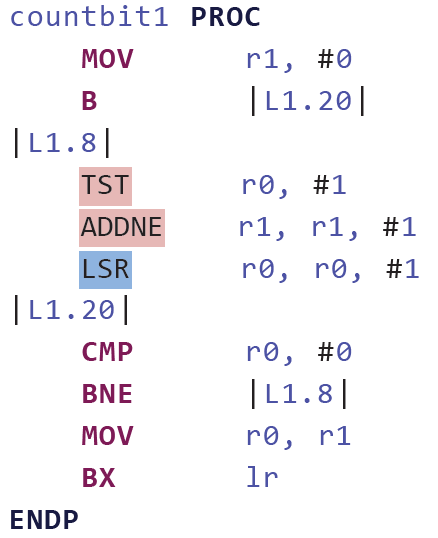 countbit1 PROC
MOV r1, #0
B |L1.20|
|L1.8|
TST r0, #1
ADDNE r1, r1, #1
LSR r0, r0, #1
|L1.20|
CMP r0, #0
BNE |L1.8|
MOV r0, r1
BX lr
ENDP